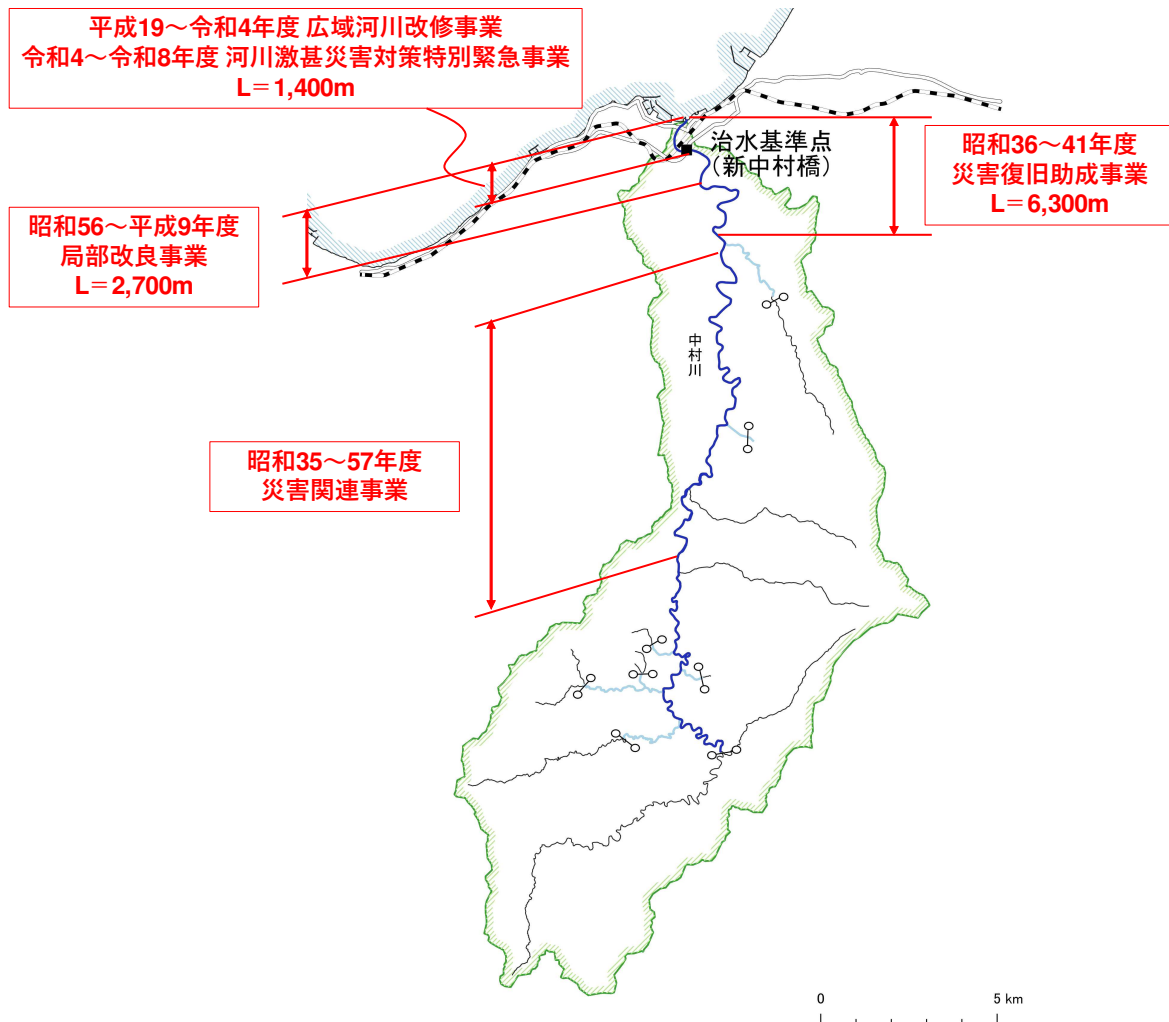 平成19～令和4年度 広域河川改修事業
令和4～令和8年度 河川激甚災害対策特別緊急事業
L＝1,400m
治水基準点
（新中村橋）
昭和36～41年度
災害復旧助成事業
L＝6,300m
昭和56～平成9年度
局部改良事業
L＝2,700m
中村川
昭和35～57年度
災害関連事業
0 5 km